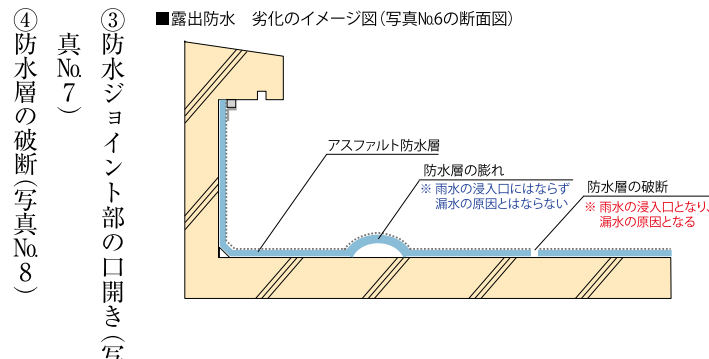 ③防水ジョイント部の口開き(写
真№7)
④防水層の破断(写真№8)
■露出防水 劣化のイメージ図(写真№6の断面図)
アスファルト防水層
防水層の膨れ
※ 雨水の浸入口にはならず
漏水の原因とはならない
防水層の破断
※ 雨水の浸入口となり、
漏水の原因となる